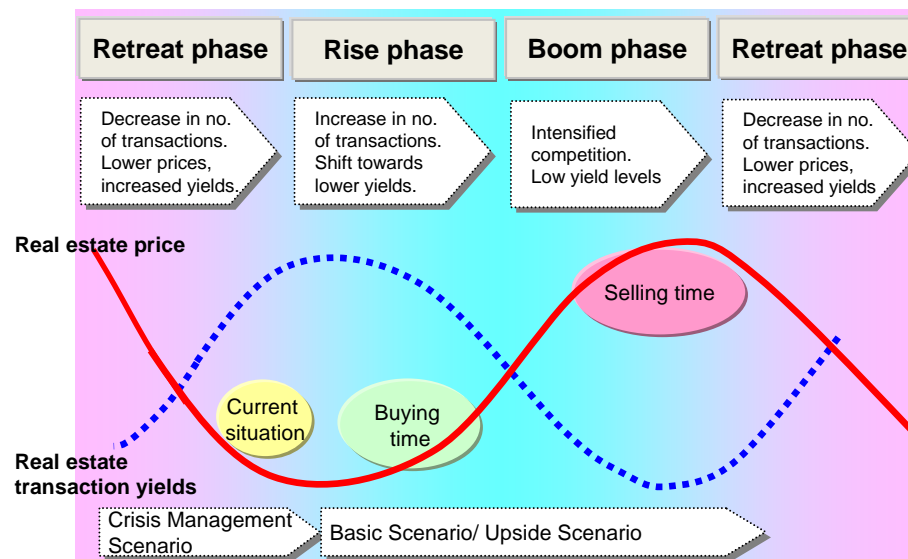 Retreat phase
Rise phase
Boom phase
Retreat phase
Decrease in no.
of transactions.
Lower prices,
increased yields.
Increase in no.
of transactions.
Shift towards
lower yields.
Intensified
competition.
Low yield levels
Decrease in no.
of transactions.
Lower prices,
increased yields
Real estate price
Selling time
Current
situation
Buying
time
Real estate
transaction yields
Crisis Management
Scenario
Basic Scenario/ Upside Scenario